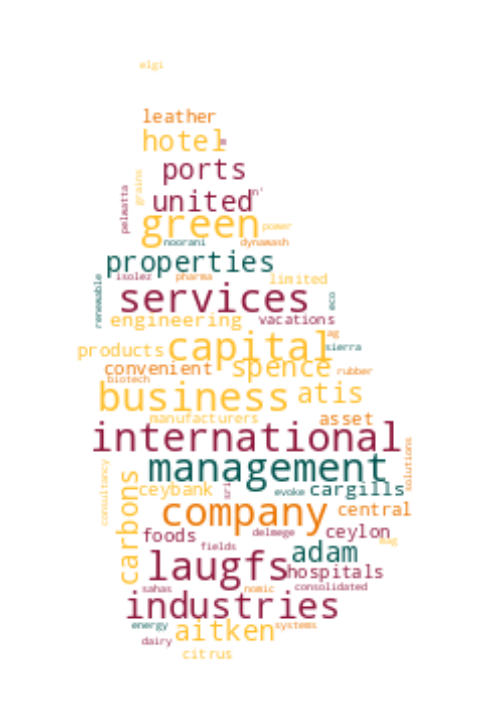 elgi
leather
hotel
ports
grains
pelwatta
united
n'
green
power
noorani
dynawash
properties
isolez
pharma
limited
renewable
services
eco
engineering
vacations
ag
products
capital
sierra
convenient
spence
rubber
biotech
business
atis
manufacturers
asset
international
solutions
management
consultancy
carbons
ceybank
sri
evoke
cargills
company
central
foods
delmege
ceylon
mag
fields
adam
laugfs
hospitals
sahas
nomic
consolidated
industries
energy
aitken
systems
dairy
citrus